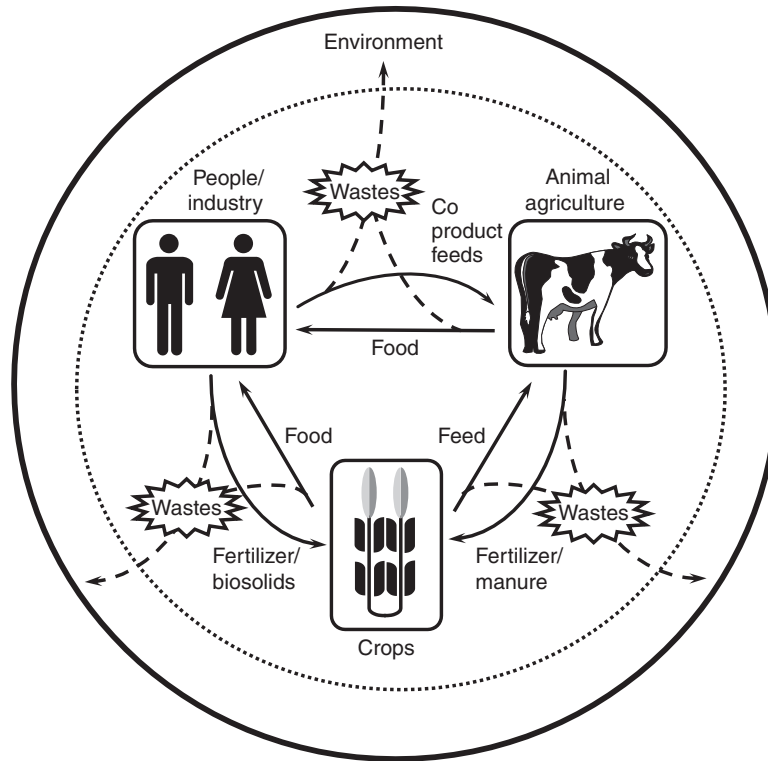 Environment
People/
industry
Wastes
Animal
agriculture
Co
product
feeds
Food
Food
Feed
Wastes
Wastes
Fertilizer/
biosolids
Fertilizer/
manure
Crops